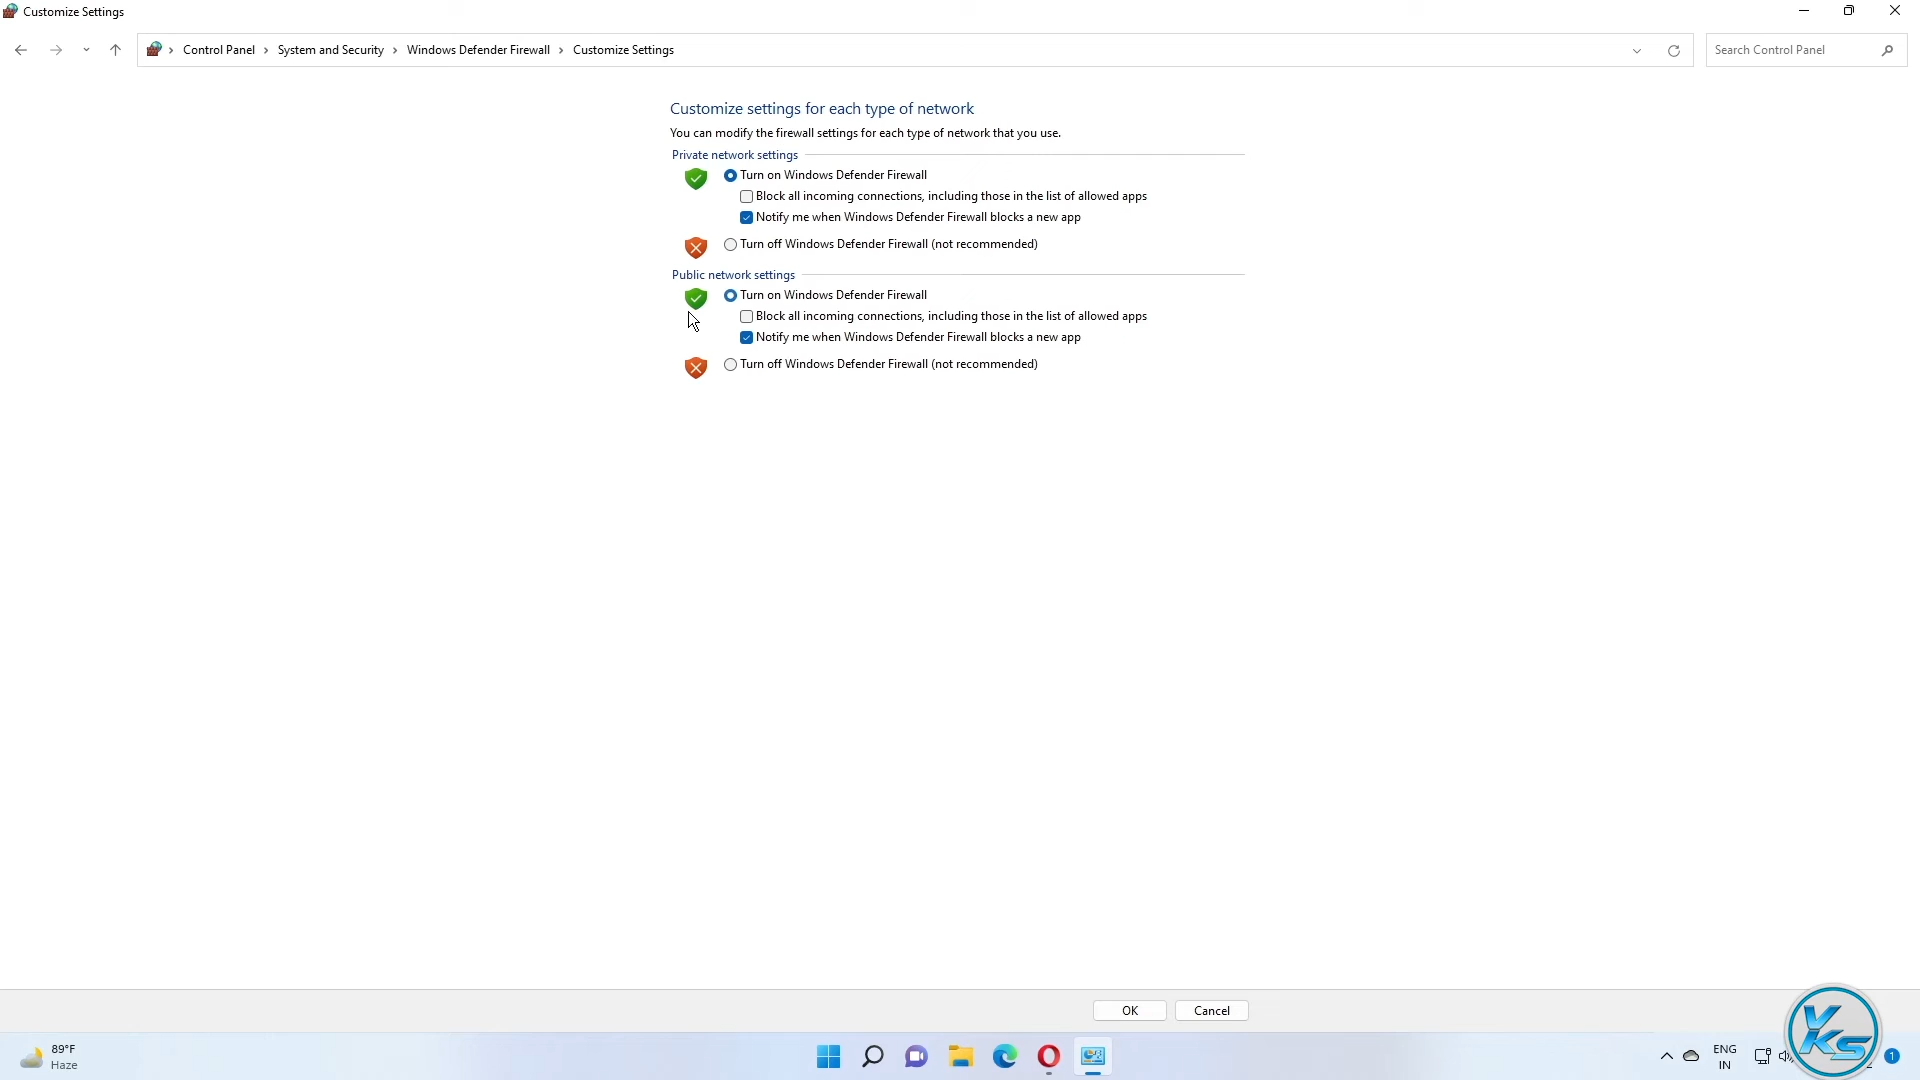 Customize Settings
Control Panel > System and Security > Windows Defender Firewall > Customize Settings
Search Control Panel
Customize settings for each type of network
You can modify the firewall settings for each type of network that you use.
Private network settings
Turn on Windows Defender Firewall
Block all incoming connections, including those in the list of allowed apps
Notify me when Windows Defender Firewall blocks a new app
Turn off Windows Defender Firewall (not recommended)
Public network settings
Turn on Windows Defender Firewall
Block all incoming connections, including those in the list of allowed apps
Notify me when Windows Defender Firewall blocks a new app
Turn off Windows Defender Firewall (not recommended)
OK
Cancel
89°F
Haze
ENG
IN
YKS
1